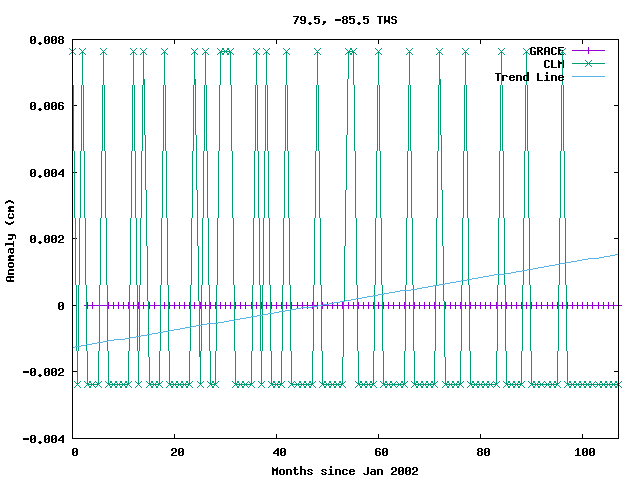 79.5, -85.5 TWS
GRACE
CLM
Trend Line
0.008
0.006
0.004
0.002
0
-0.002
-0.004
Anomaly (cm)
0 20 40 60 80 100
Months since Jan 2002